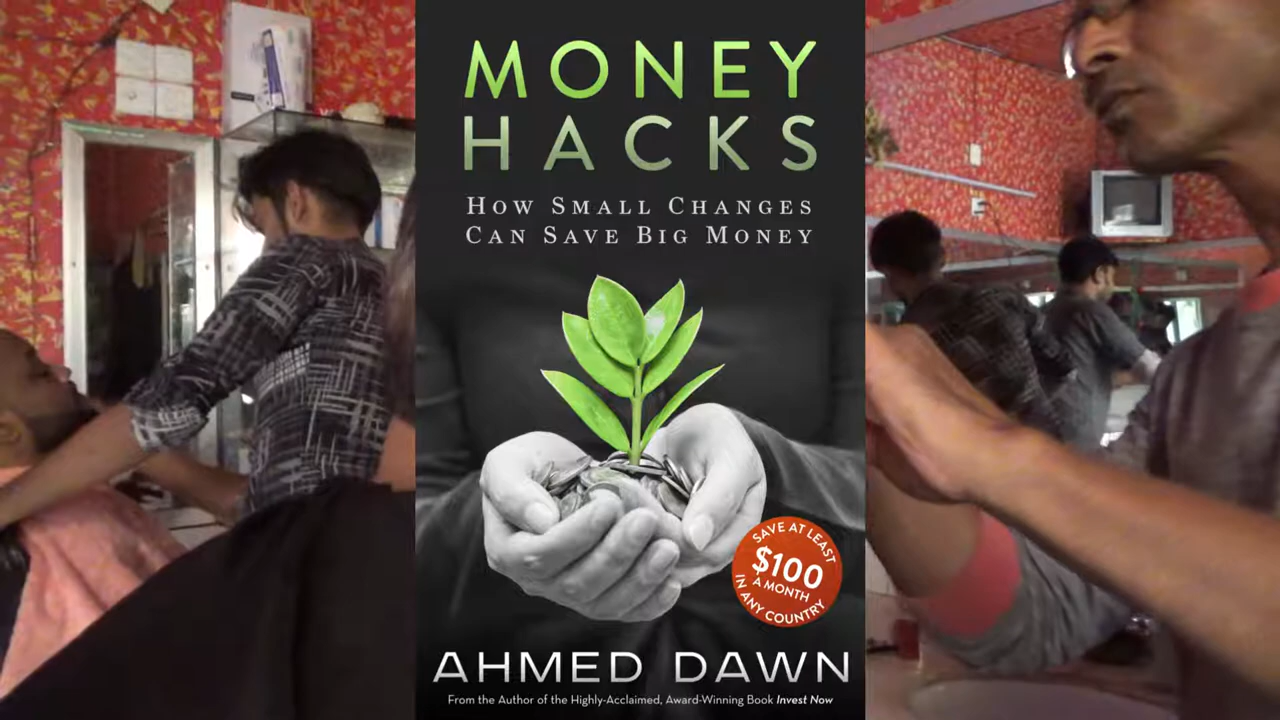 MONEY
HACKS
How Small Changes
Can Save Big Money
SAVE AT LEAST
$100
A MONTH
IN ANY COUNTRY
AHMED DAWN
From the Author of the Highly-Acclaimed, Award-Winning Book Invest Now